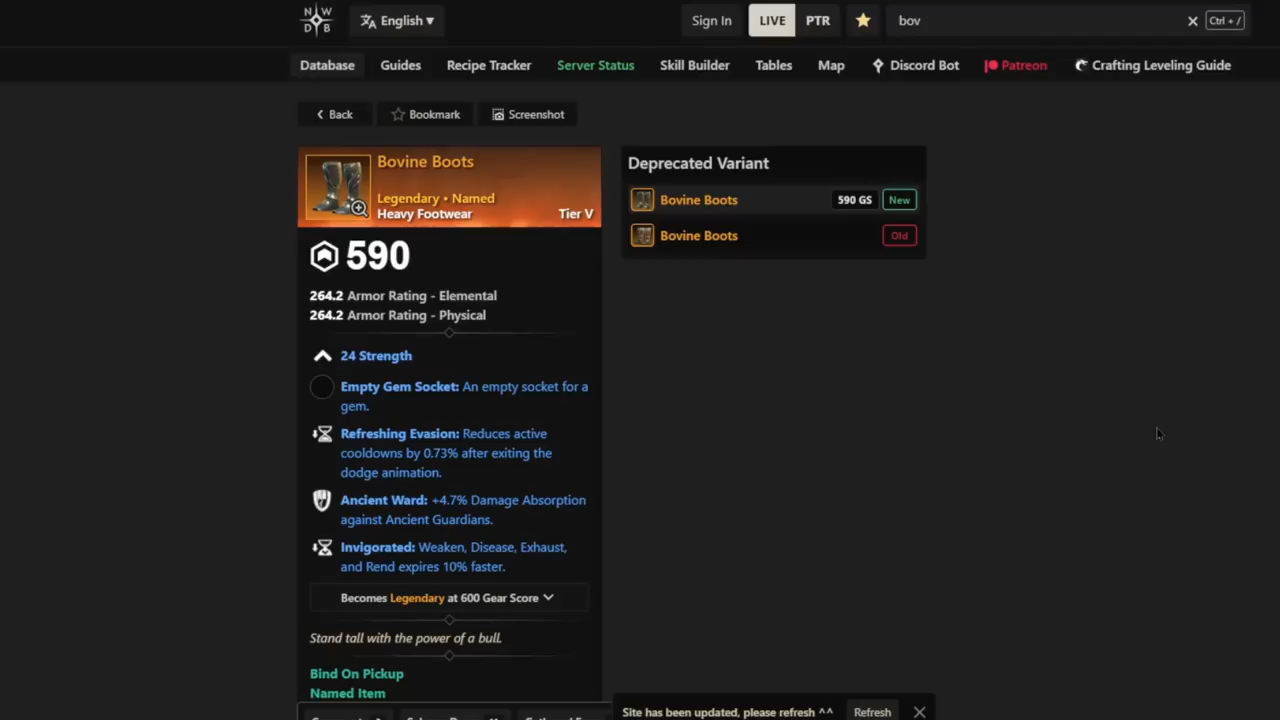 NW
DB
English ▼
Sign In
LIVE
PTR
bov
Ctrl + /
Database
Guides
Recipe Tracker
Server Status
Skill Builder
Tables
Map
Discord Bot
Patreon
Crafting Leveling Guide
Back
Bookmark
Screenshot
Bovine Boots
Legendary • Named
Heavy Footwear
Tier V
590
264.2 Armor Rating - Elemental
264.2 Armor Rating - Physical
24 Strength
Empty Gem Socket: An empty socket for a
gem.
Refreshing Evasion: Reduces active
cooldowns by 0.73% after exiting the
dodge animation.
Ancient Ward: +4.7% Damage Absorption
against Ancient Guardians.
Invigorated: Weaken, Disease, Exhaust,
and Rend expires 10% faster.
Becomes Legendary at 600 Gear Score
Stand tall with the power of a bull.
Bind On Pickup
Named Item
Deprecated Variant
Bovine Boots
590 GS
New
Bovine Boots
Old
Site has been updated, please refresh ^^
Refresh